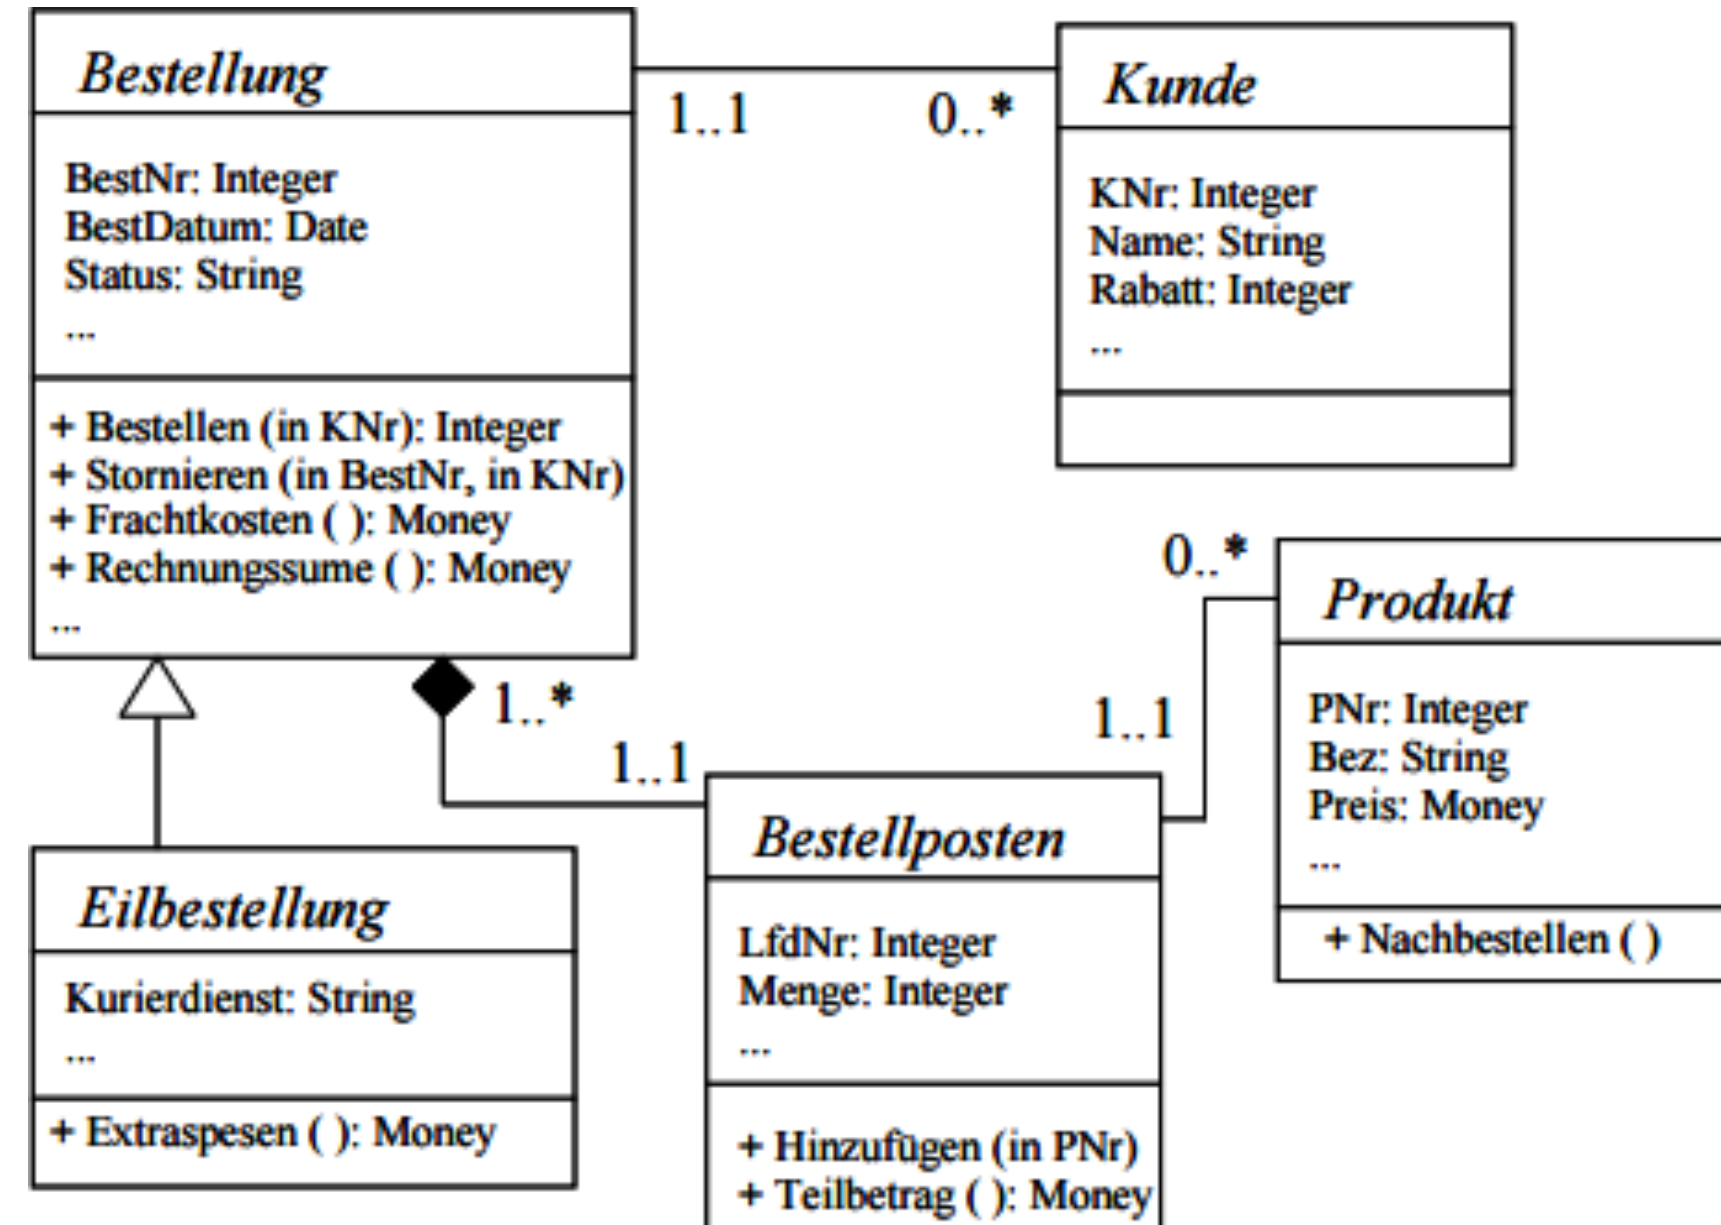 Bestellung
BestNr: Integer
BestDatum: Date
Status: String
...
+ Bestellen (in KNr): Integer
+ Stornieren (in BestNr, in KNr)
+ Frachtkosten ( ): Money
+ Rechnungssume ( ): Money
...
1..1
0..*
Kunde
KNr: Integer
Name: String
Rabatt: Integer
...
1..*
1..1
Eilbestellung
Kurierdienst: String
...
+ Extraspesen ( ): Money
Bestellposten
LfdNr: Integer
Menge: Integer
...
+ Hinzufügen (in PNr)
+ Teilbetrag ( ): Money
1..1
0..*
Produkt
PNr: Integer
Bez: String
Preis: Money
...
+ Nachbestellen ( )